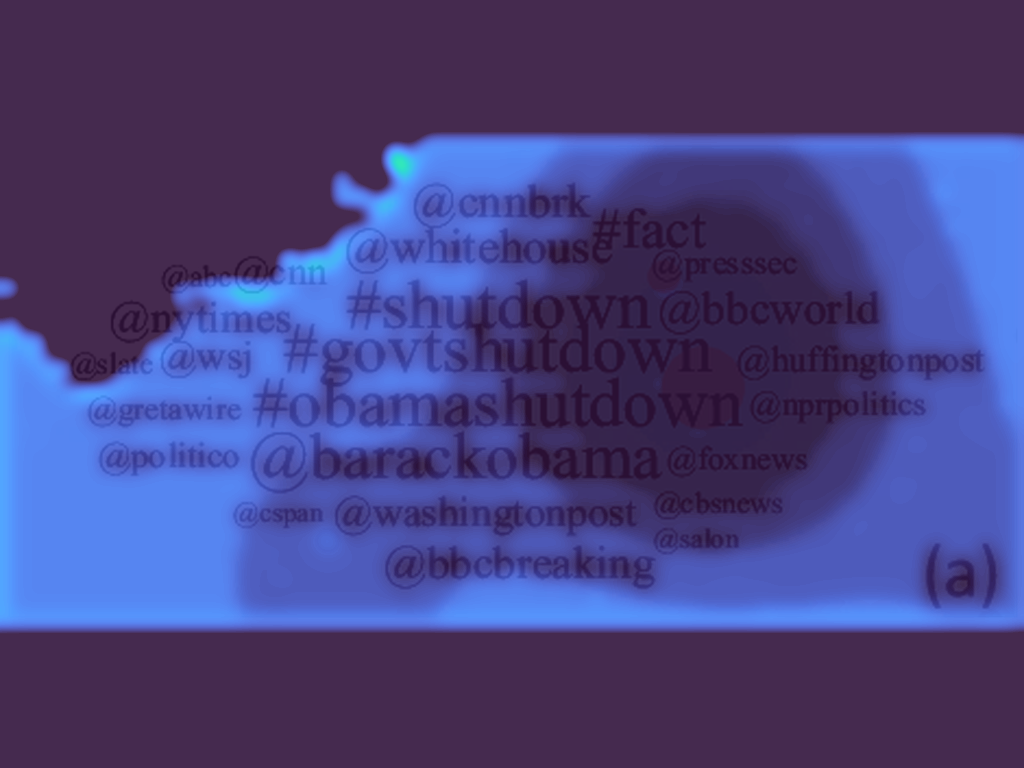 @cnnbrk
#fact
@whitehouse
@presssec
@abc @cnn
#shutdown @bbcworld
@nytimes
#govtshutdown
@slate @wsj
@huffingtonpost
@gretawire #obamashutdown @nprpolitics
@politico @barackobama @foxnews
@cspan @washingtonpost @cbsnews
@salon
@bbcbreaking
(a)